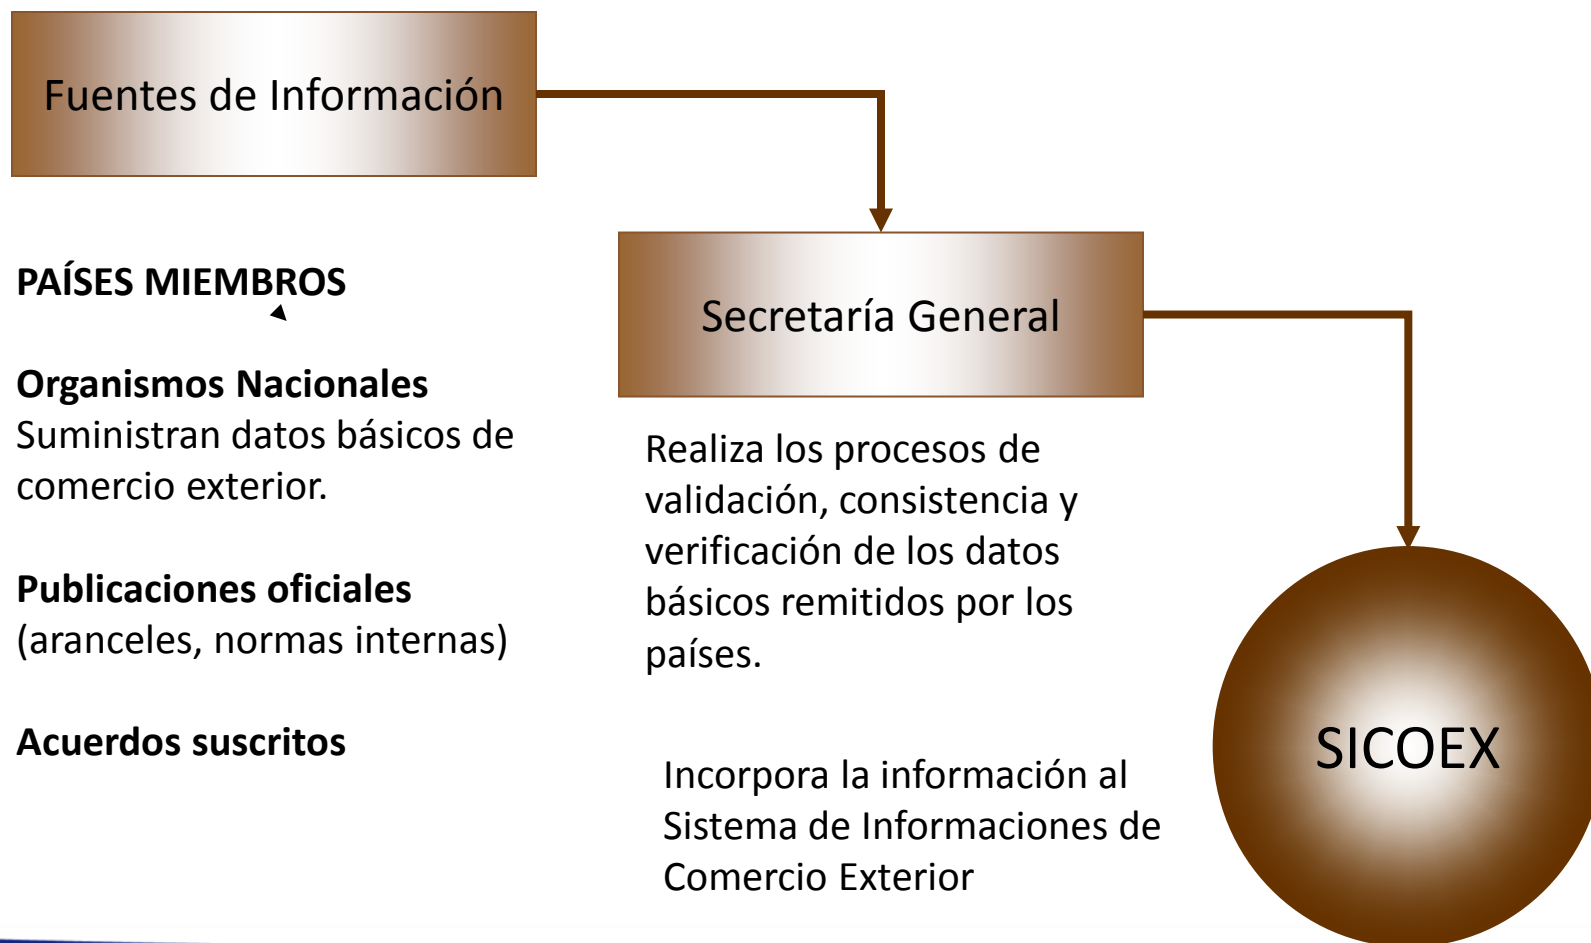 Fuentes de Información
PAÍSES MIEMBROS
Organismos Nacionales
Suministran datos básicos de
comercio exterior.
Publicaciones oficiales
(aranceles, normas internas)
Acuerdos suscritos
Secretaría General
Realiza los procesos de
validación, consistencia y
verificación de los datos
básicos remitidos por los
países.
Incorpora la información al
Sistema de Informaciones de
Comercio Exterior
SICOEX